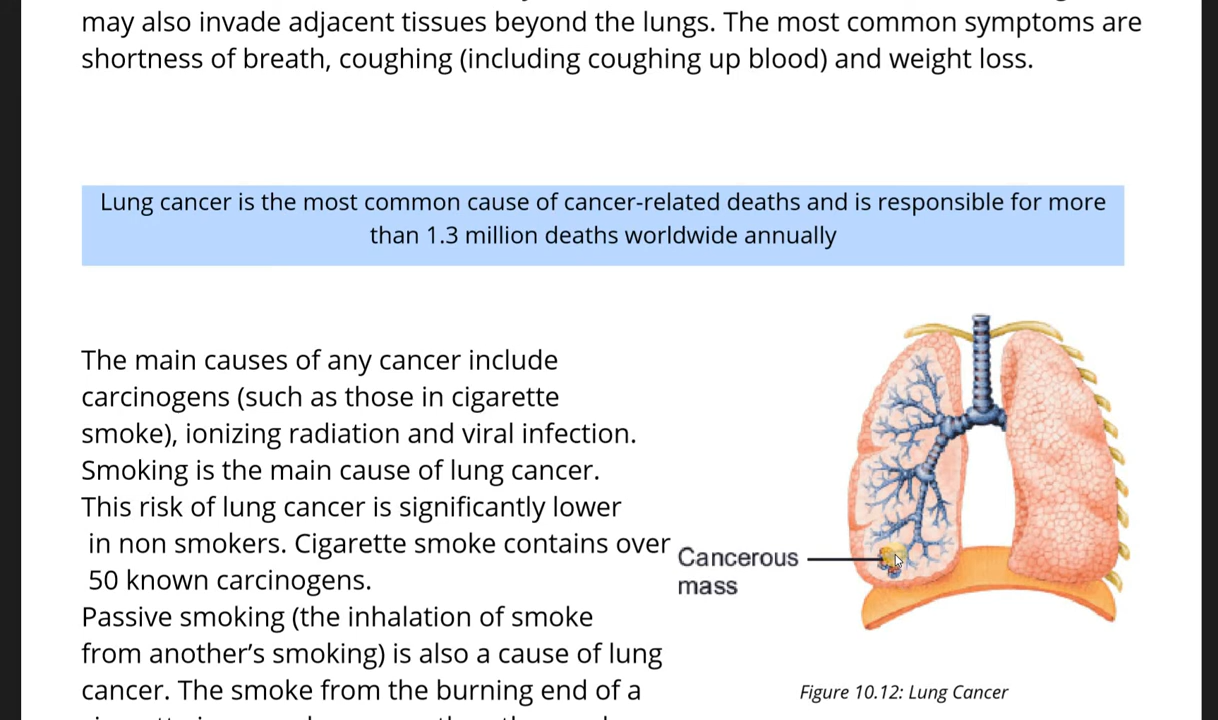 may also invade adjacent tissues beyond the lungs. The most common symptoms are
shortness of breath, coughing (including coughing up blood) and weight loss.
Lung cancer is the most common cause of cancer-related deaths and is responsible for more
than 1.3 million deaths worldwide annually
The main causes of any cancer include
carcinogens (such as those in cigarette
smoke), ionizing radiation and viral infection.
Smoking is the main cause of lung cancer.
This risk of lung cancer is significantly lower
in non smokers. Cigarette smoke contains over
50 known carcinogens.
Passive smoking (the inhalation of smoke
from another’s smoking) is also a cause of lung
cancer. The smoke from the burning end of a
Cancerous
mass
Figure 10.12: Lung Cancer